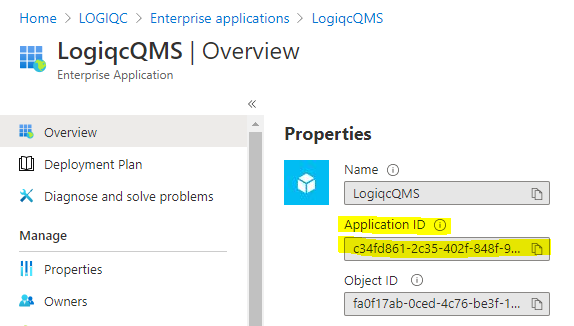 Home > LOGIQC > Enterprise applications > LogiqcQMS
LogiqcQMS | Overview
Enterprise Application
«
Overview
Deployment Plan
Diagnose and solve problems
Manage
Properties
Owners
Properties
Name
LogiqcQMS
Application ID
c34fd861-2c35-402f-848f-9...
Object ID
fa0f17ab-0ced-4c76-be3f-1...